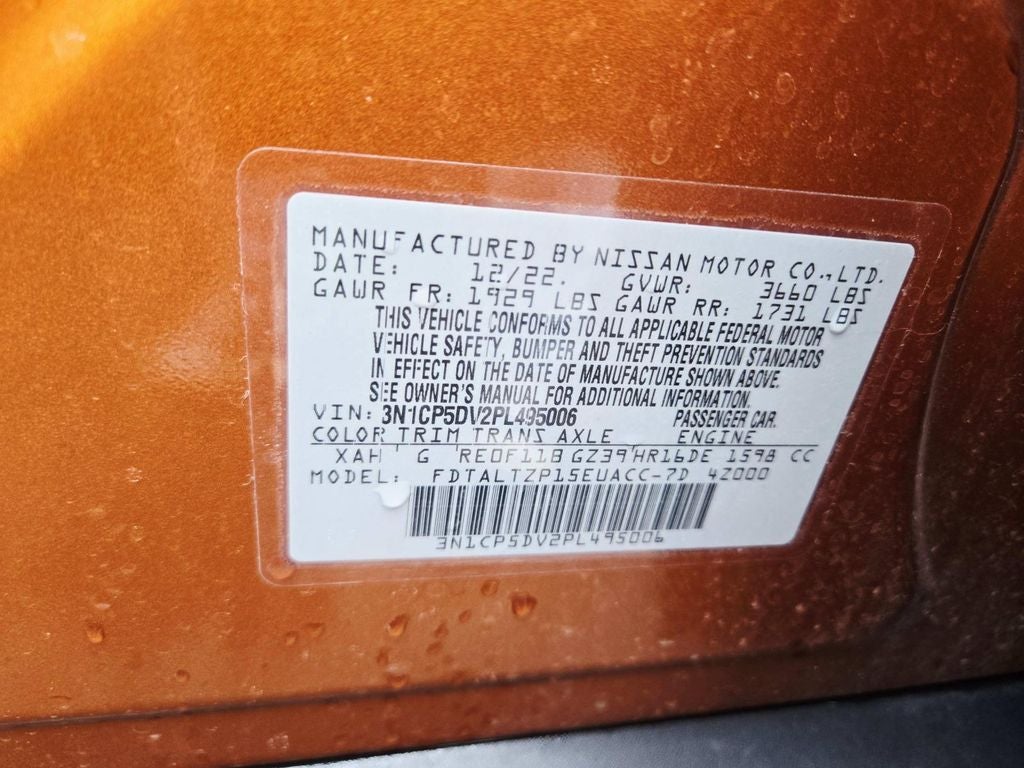 MANUFACTURED BY NISSAN MOTOR CO.,LTD.
DATE: 12/22. GVWR: 3660 LBS
GAWR FR: 1929 LBS GAWR RR: 1731 LBS
THIS VEHICLE CONFORMS TO ALL APPLICABLE FEDERAL MOTOR
VEHICLE SAFETY, BUMPER AND THEFT PREVENTION STANDARDS
IN EFFECT ON THE DATE OF MANUFACTURE SHOWN ABOVE.
SEE OWNER'S MANUAL FOR ADDITIONAL INFORMATION.
VIN: 3N1CP5DV2PL495006 PASSENGER CAR.
COLOR TRIM TRANS AXLE ENGINE
XAH G RE0F11B GZ39 HR16DE 1598 CC
MODEL: FDTALTZP15EUACC-7D 4Z000
3N1CP5DV2PL495006